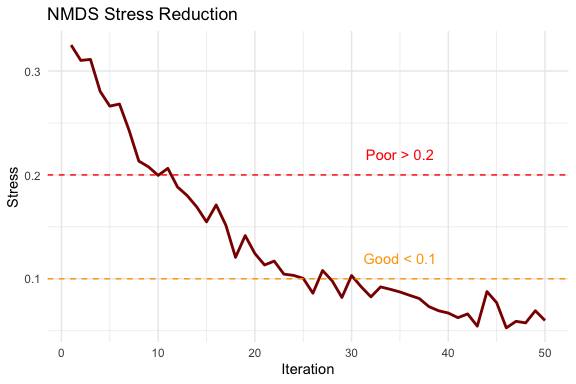 NMDS Stress Reduction
Stress
0.3
0.2
0.1
Poor > 0.2
Good < 0.1
0 10 20 30 40 50
Iteration